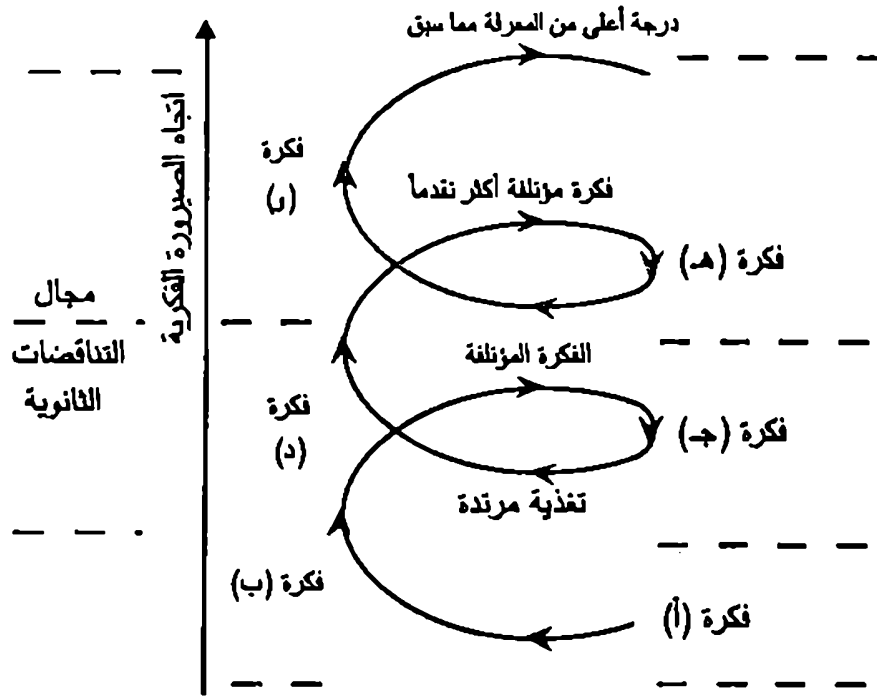 درجة أعلى من المعرفة مما سبق
اتجاه الصيرورة الفكرية
فكرة
(و)
فكرة مؤتلفة أكثر تقدماً
فكرة (هـ)
مجال
التناقضات
الثانوية
الفكرة المؤتلفة
فكرة
(د)
فكرة (جـ)
تغذية مرتدة
فكرة (ب)
فكرة (أ)